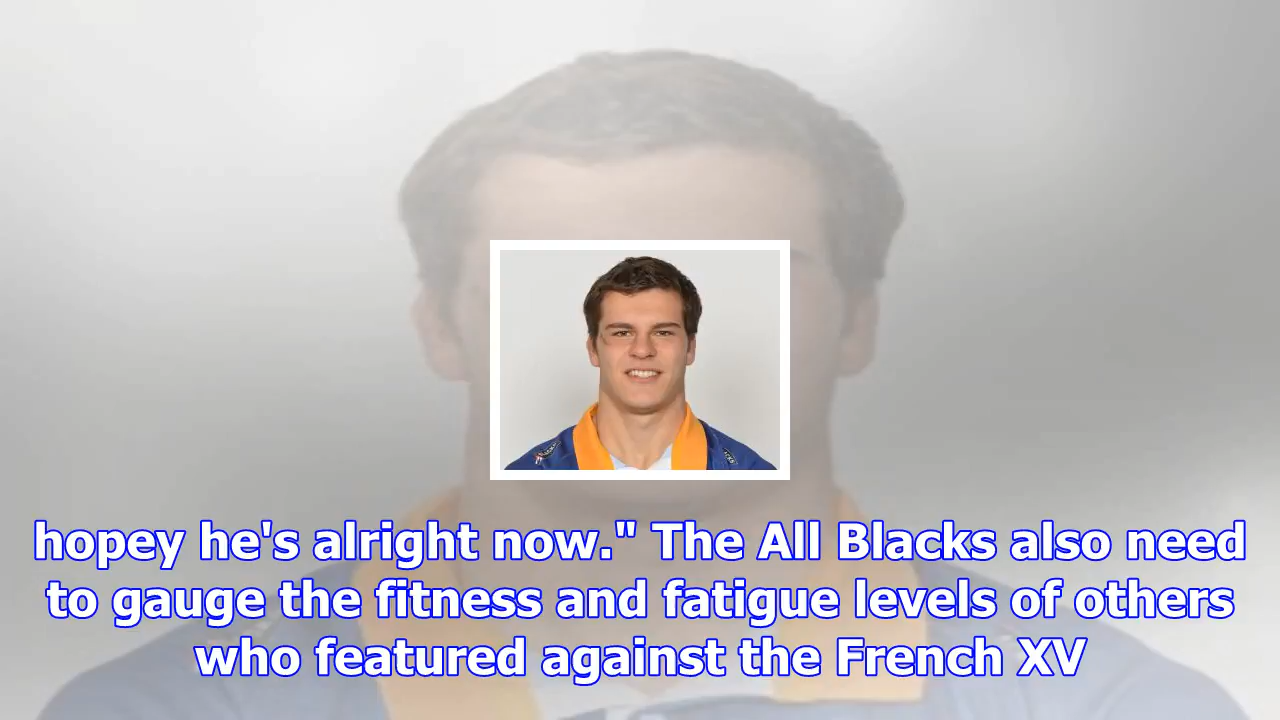 hopey he's alright now." The All Blacks also need
to gauge the fitness and fatigue levels of others
who featured against the French XV